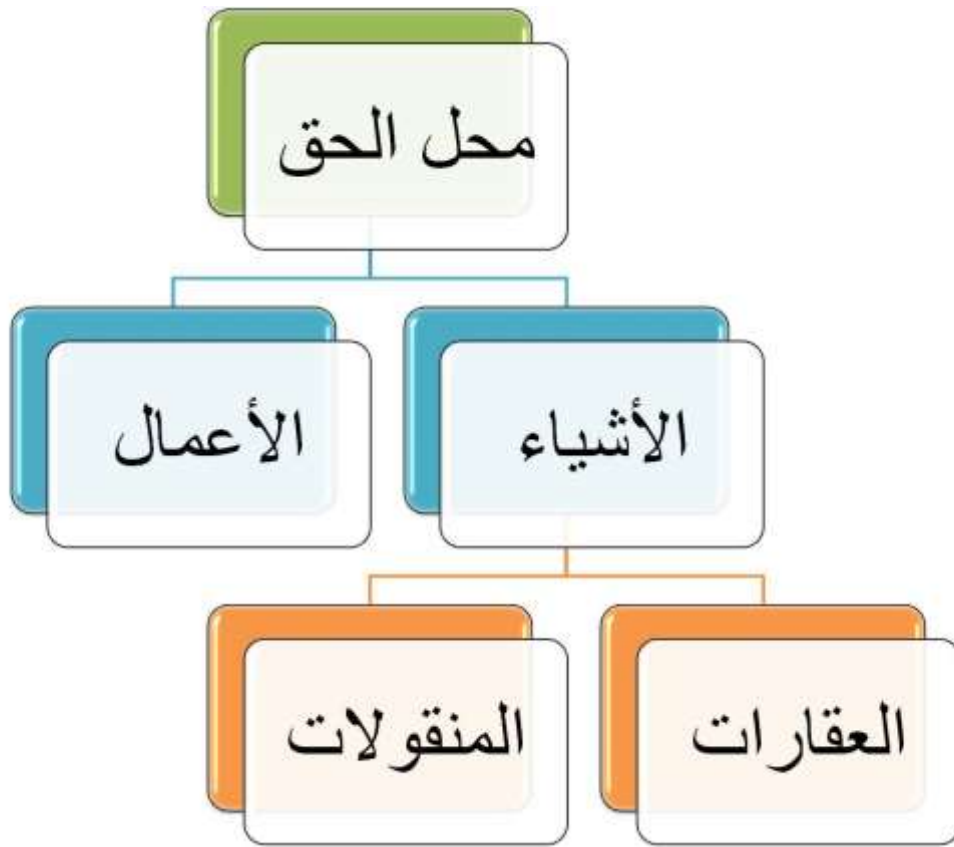 محل الحق
الأشياء
الأعمال
العقارات
المنقولات